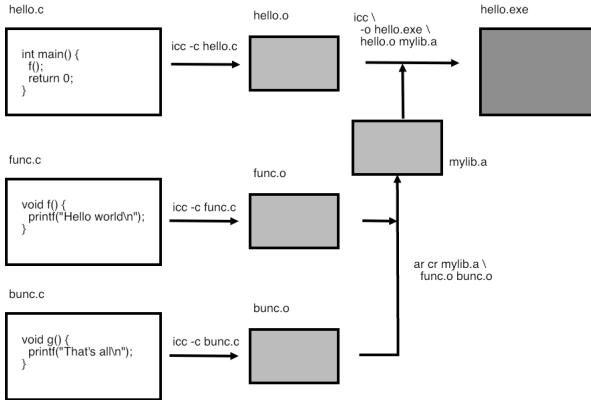 hello.c
int main() {
f();
return 0;
}
icc -c hello.c
hello.o
icc \
-o hello.exe \
hello.o mylib.a
hello.exe
mylib.a
func.c
void f() {
printf("Hello world\n");
}
icc -c func.c
func.o
ar cr mylib.a \
func.o bunc.o
bunc.c
void g() {
printf("That's all\n");
}
icc -c bunc.c
bunc.o